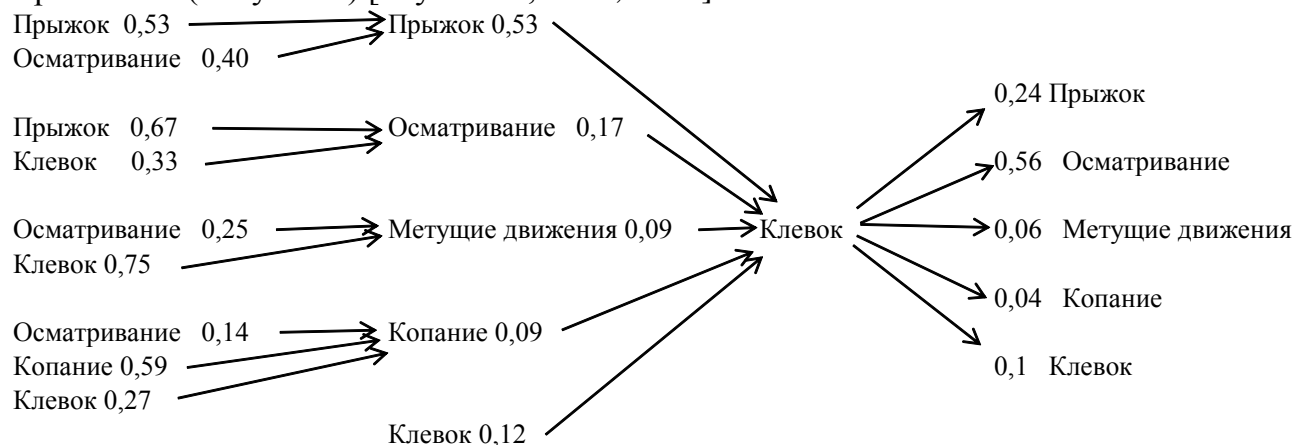 Прыжок 0,53 Прыжок 0,53
Осматривание 0,40
0,24 Прыжок
Прыжок 0,67 Осматривание 0,17
Клевок 0,33 0,56 Осматривание
Осматривание 0,25 Метущие движения 0,09 Клевок 0,06 Метущие движения
Клевок 0,75
0,04 Копание
Осматривание 0,14 Копание 0,09
Копание 0,59 0,1 Клевок
Клевок 0,27
Клевок 0,12